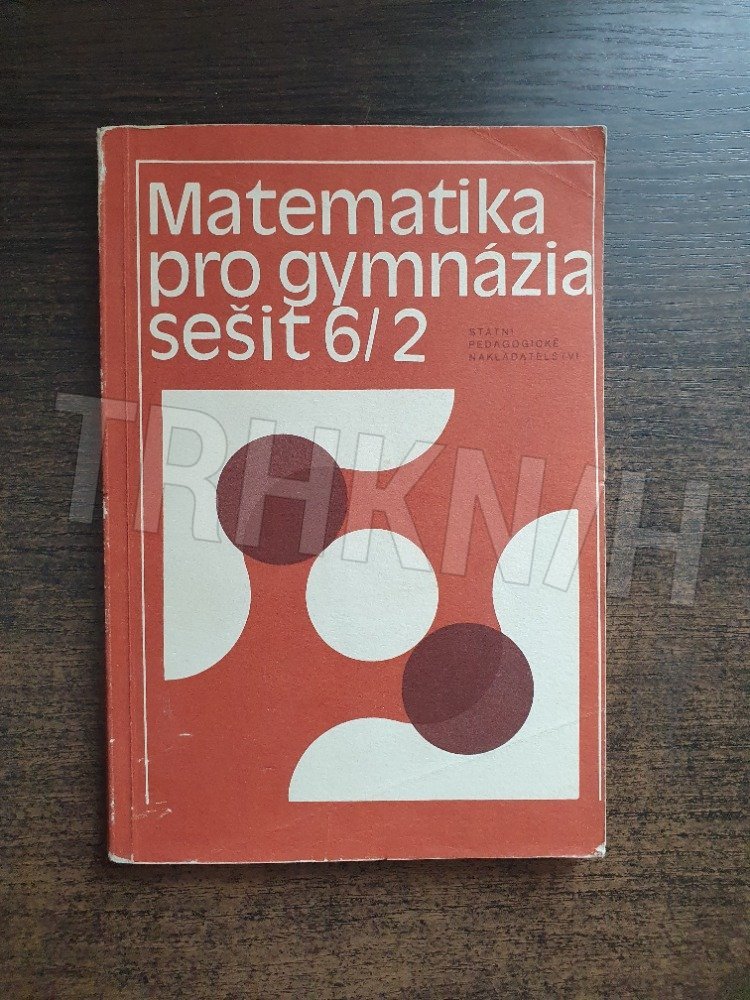 Matematika
pro gymnázia
sešit 6/2
STÁTNÍ
PEDAGOGICKÉ
NAKLADATELSTVÍ
TRHKNIH